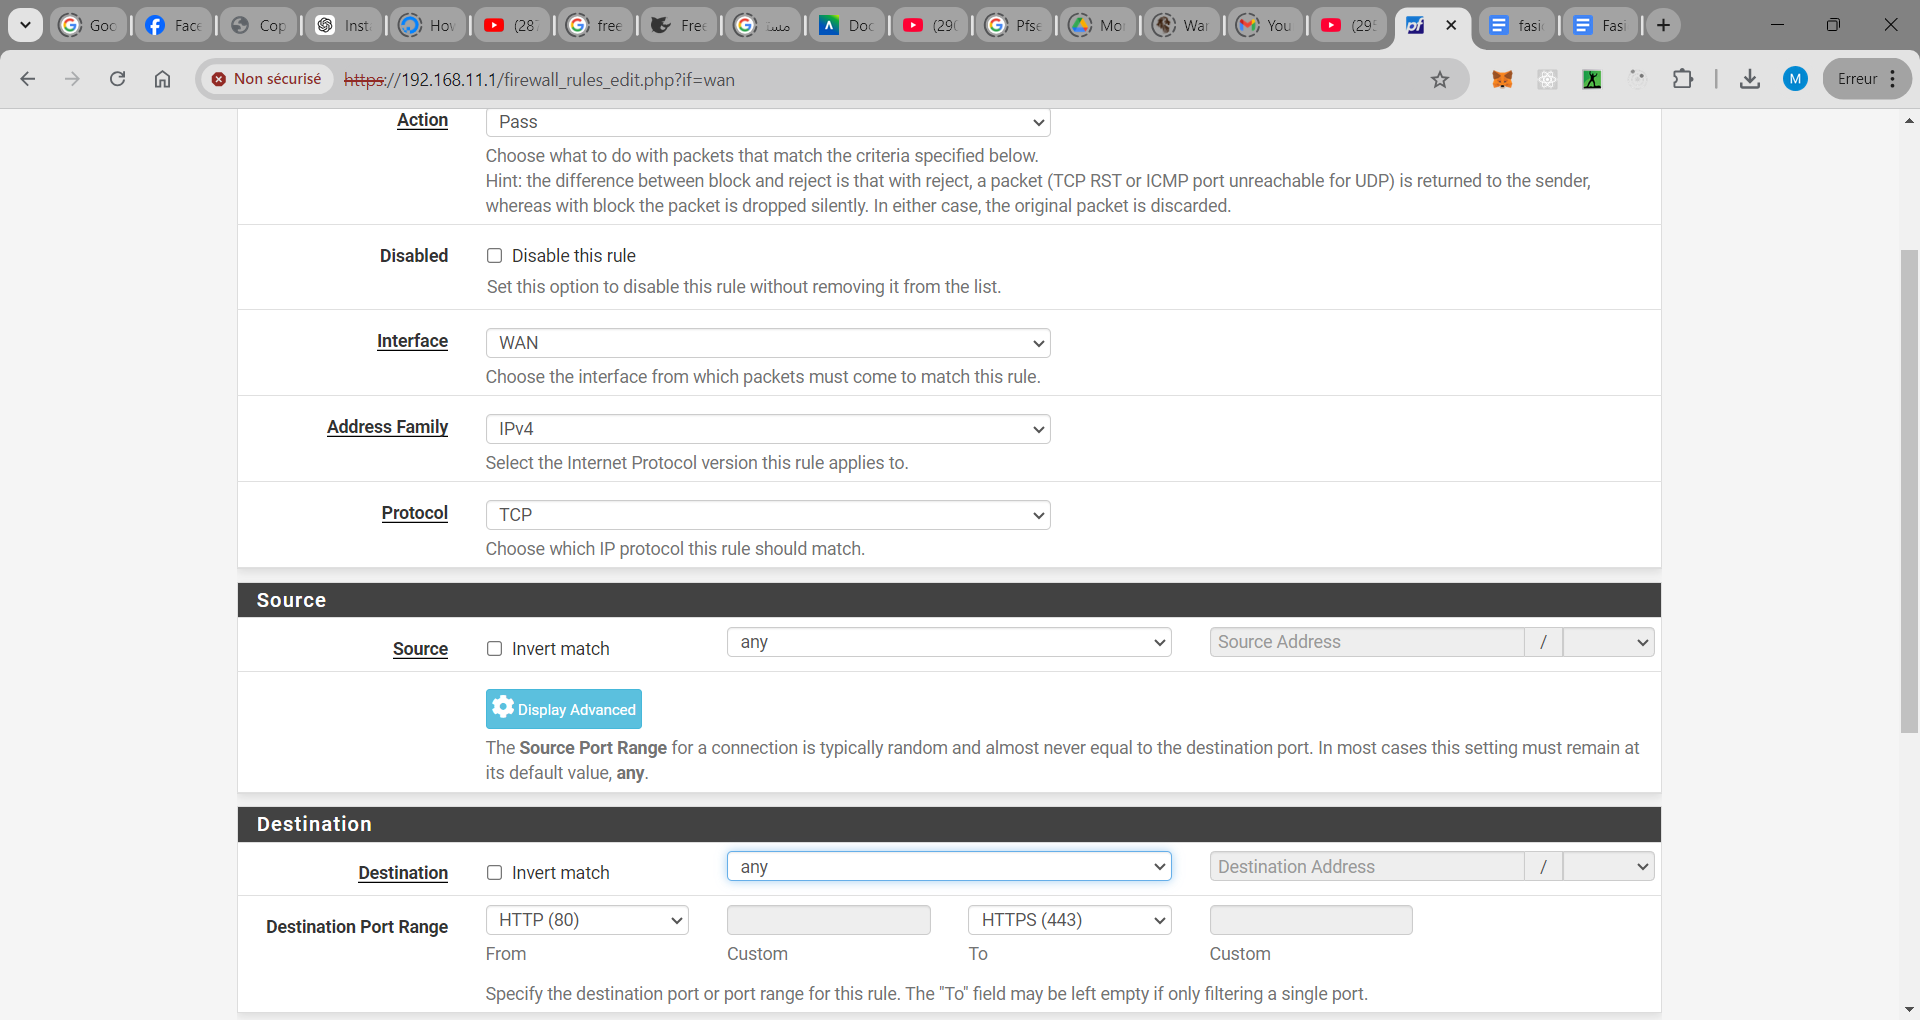 Goo
Face
Cop
Inst
How
(287
free
Free
مست
Doc
(290
Pfse
Mo
War
You
(295
pf
fasi
Fasi
Non sécurisé
https://192.168.11.1/firewall_rules_edit.php?if=wan
M
Erreur
Action
Pass
Choose what to do with packets that match the criteria specified below.
Hint: the difference between block and reject is that with reject, a packet (TCP RST or ICMP port unreachable for UDP) is returned to the sender,
whereas with block the packet is dropped silently. In either case, the original packet is discarded.
Disabled
Disable this rule
Set this option to disable this rule without removing it from the list.
Interface
WAN
Choose the interface from which packets must come to match this rule.
Address Family
IPv4
Select the Internet Protocol version this rule applies to.
Protocol
TCP
Choose which IP protocol this rule should match.
Source
Source
Invert match
any
Source Address
/
Display Advanced
The Source Port Range for a connection is typically random and almost never equal to the destination port. In most cases this setting must remain at
its default value, any.
Destination
Destination
Invert match
any
Destination Address
/
Destination Port Range
HTTP (80)
HTTPS (443)
From
Custom
To
Custom
Specify the destination port or port range for this rule. The "To" field may be left empty if only filtering a single port.